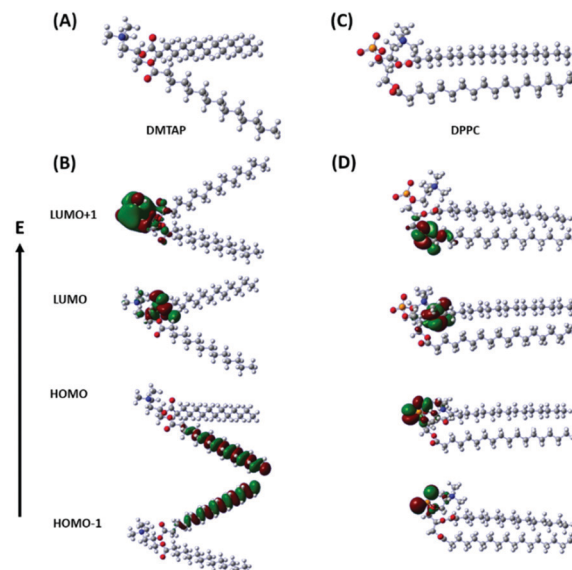 (A)
(C)
DMTAP
DPPC
(B)
(D)
LUMO+1
E
LUMO
HOMO
HOMO-1